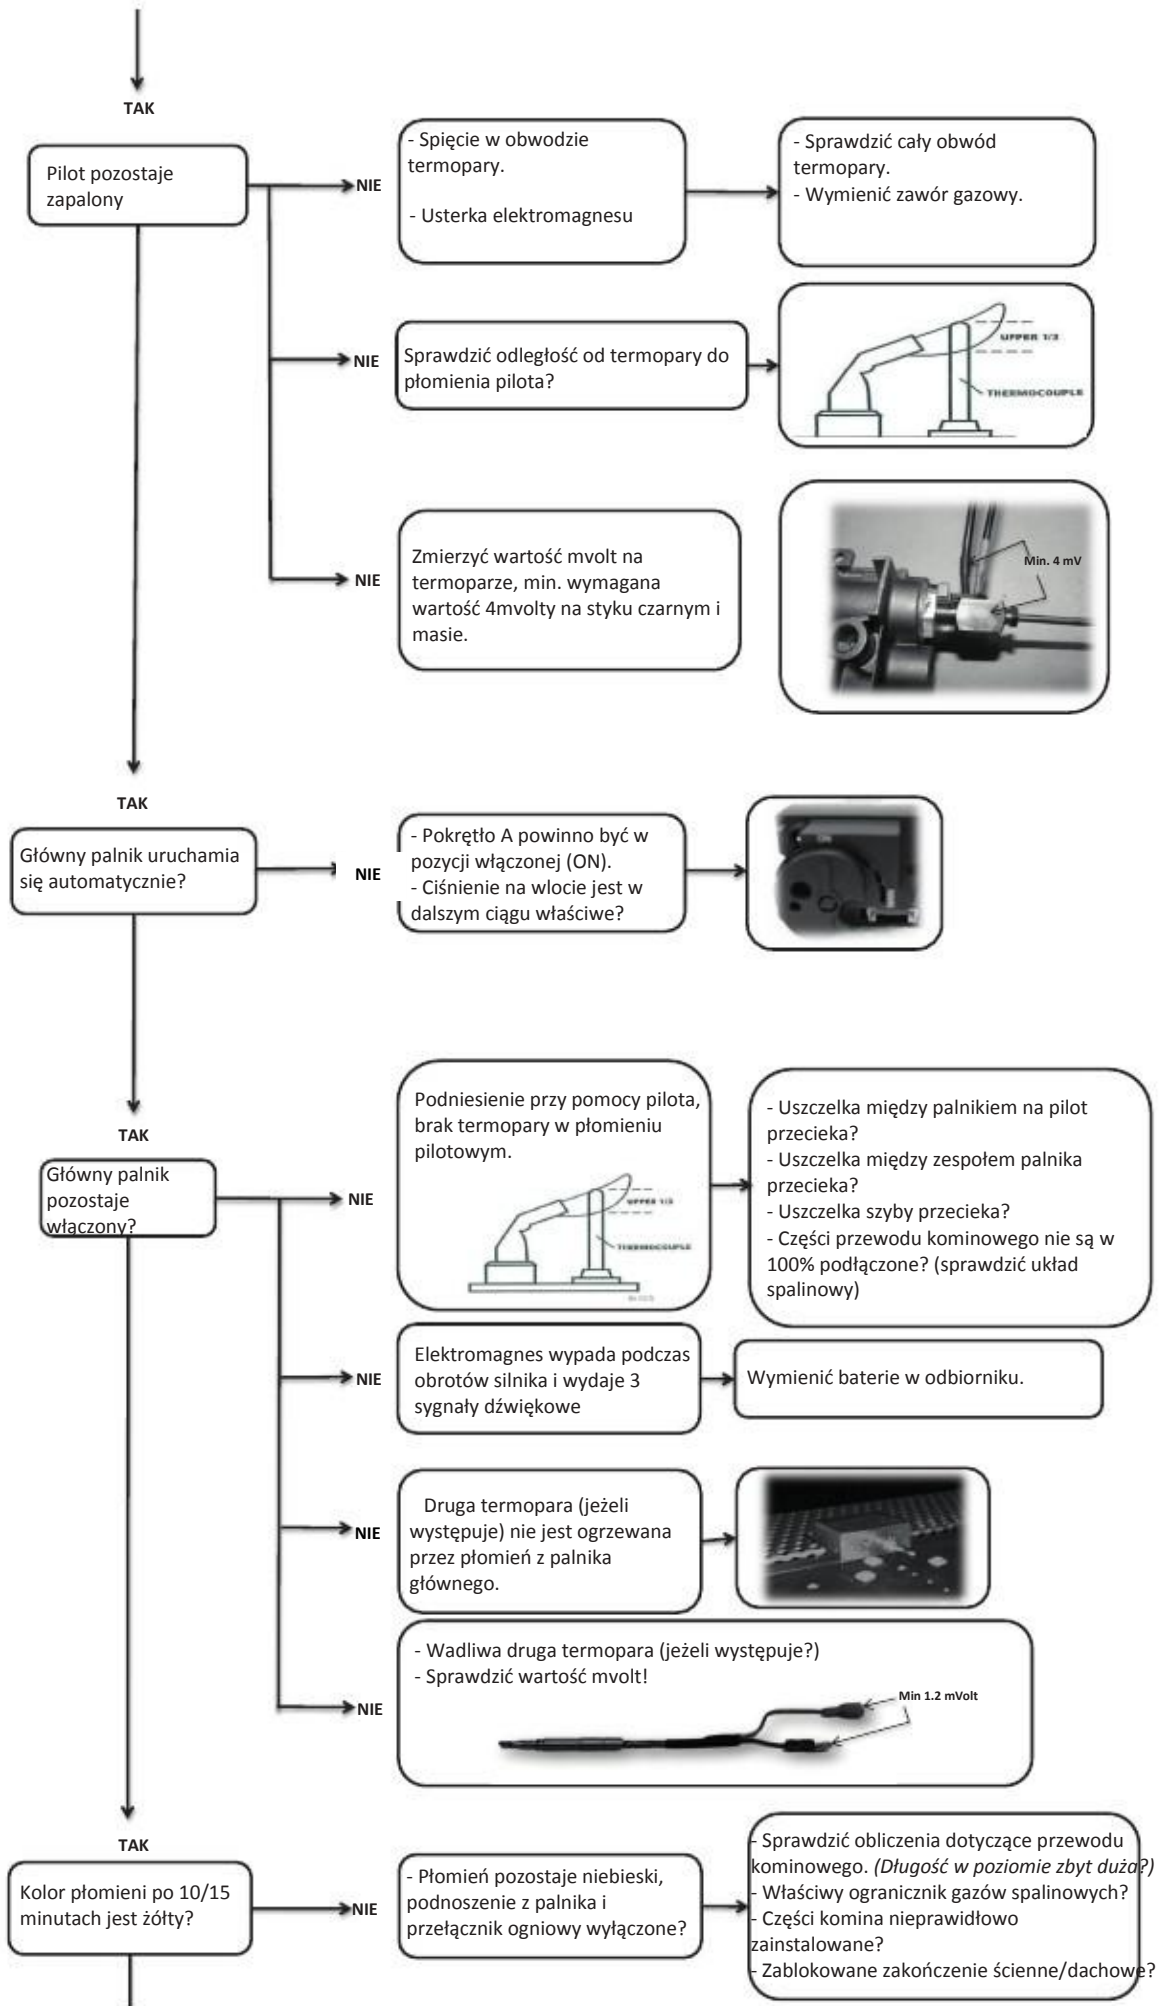 TAK
Pilot pozostaje
zapalony
NIE
- Spięcie w obwodzie
termopary.
- Usterka elektromagnesu
- Sprawdzić cały obwód
termopary.
- Wymienić zawór gazowy.
NIE
Sprawdzić odległość od termopary do
płomienia pilota?
UPPER 1/3
THERMOCOUPLE
NIE
Zmierzyć wartość mvolt na
termoparze, min. wymagana
wartość 4mvolty na styku czarnym i
masie.
Min. 4 mV
TAK
Główny palnik uruchamia
się automatycznie?
NIE
- Pokrętło A powinno być w
pozycji włączonej (ON).
- Ciśnienie na wlocie jest w
dalszym ciągu właściwe?
ON
TAK
Główny palnik
pozostaje
włączony?
NIE
Podniesienie przy pomocy pilota,
brak termopary w płomieniu
pilotowym.
UPPER 1/3
THERMOCOUPLE
- Uszczelka między palnikiem na pilot
przecieka?
- Uszczelka między zespołem palnika
przecieka?
- Uszczelka szyby przecieka?
- Części przewodu kominowego nie są w
100% podłączone? (sprawdzić układ
spalinowy)
NIE
Elektromagnes wypada podczas
obrotów silnika i wydaje 3
sygnały dźwiękowe
Wymienić baterie w odbiorniku.
NIE
Druga termopara (jeżeli
występuje) nie jest ogrzewana
przez płomień z palnika
głównego.
NIE
- Wadliwa druga termopara (jeżeli występuje?)
- Sprawdzić wartość mvolt!
Min 1.2 mVolt
TAK
Kolor płomieni po 10/15
minutach jest żółty?
NIE
- Płomień pozostaje niebieski,
podnoszenie z palnika i
przełącznik ogniowy wyłączone?
- Sprawdzić obliczenia dotyczące przewodu
kominowego. (Długość w poziomie zbyt duża?)
- Właściwy ogranicznik gazów spalinowych?
- Części komina nieprawidłowo
zainstalowane?
- Zablokowane zakończenie ścienne/dachowe?